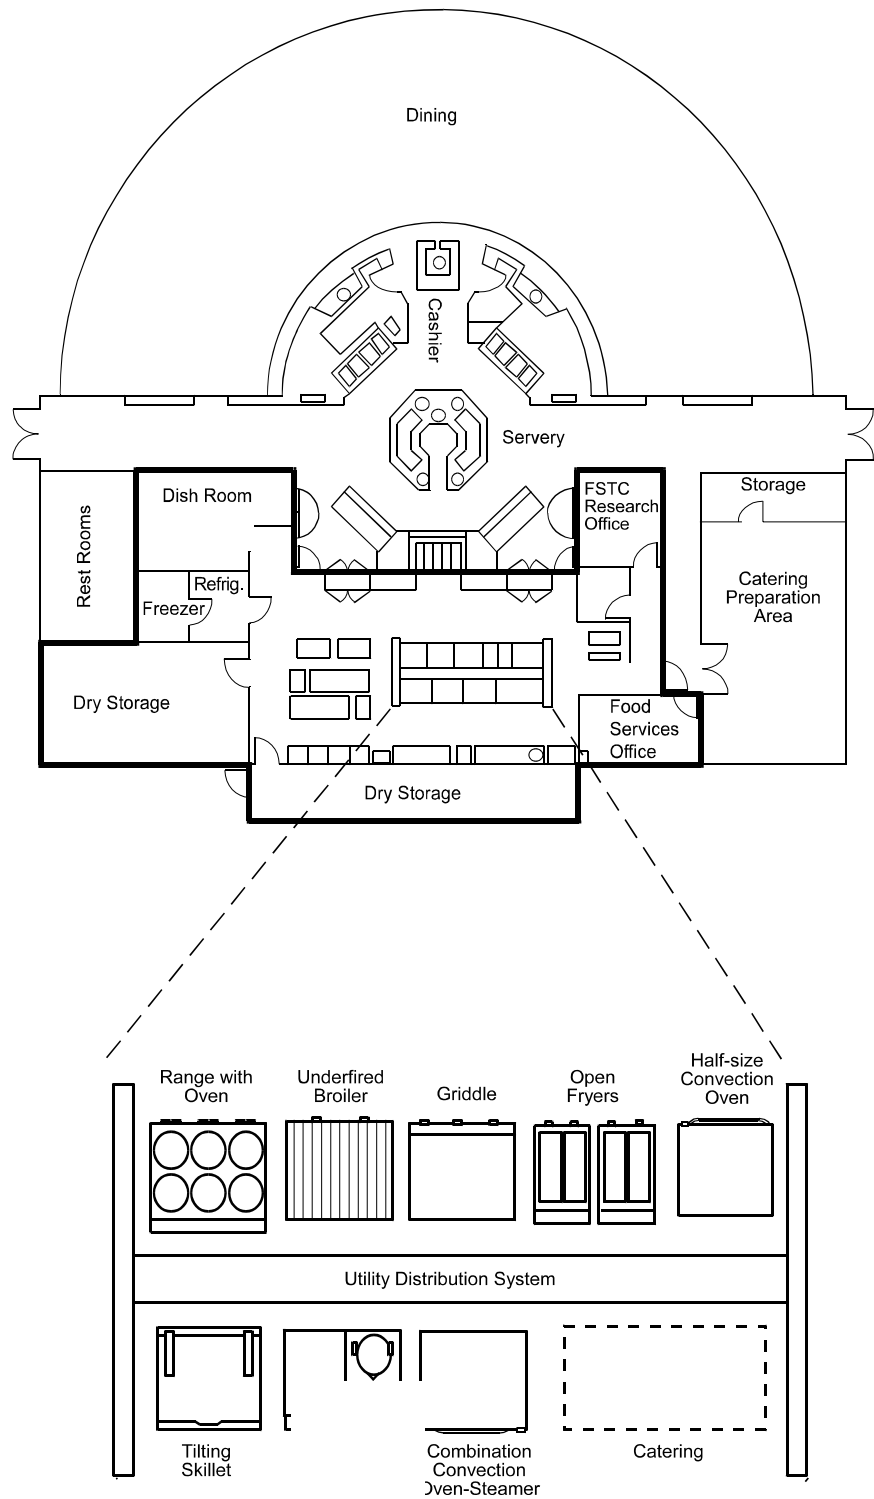 Dining
Cashier
Servery
Dish Room
FSTC
Research
Office
Storage
Rest Rooms
Refrig.
Freezer
Catering
Preparation
Area
Dry Storage
Food
Services
Office
Dry Storage
Range with
Oven
Underfired
Broiler
Griddle
Open
Fryers
Half-size
Convection
Oven
Utility Distribution System
Tilting
Skillet
Combination
Convection
Oven-Steamer
Catering